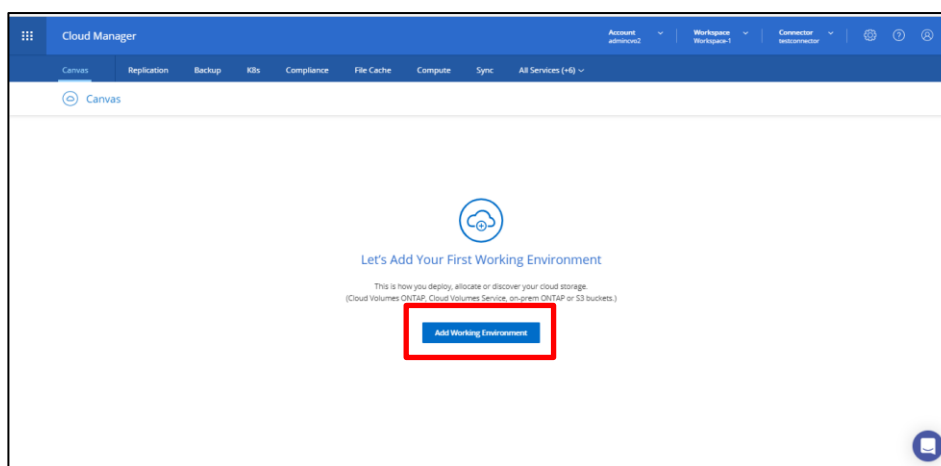 Cloud Manager
Account
admincvo2
Workspace
Workspace-1
Connector
testconnector
Canvas Replication Backup K8s Compliance File Cache Compute Sync All Services (+6)
Canvas
Let's Add Your First Working Environment
This is how you deploy, allocate or discover your cloud storage.
(Cloud Volumes ONTAP, Cloud Volumes Service, on-prem ONTAP or S3 buckets.)
Add Working Environment